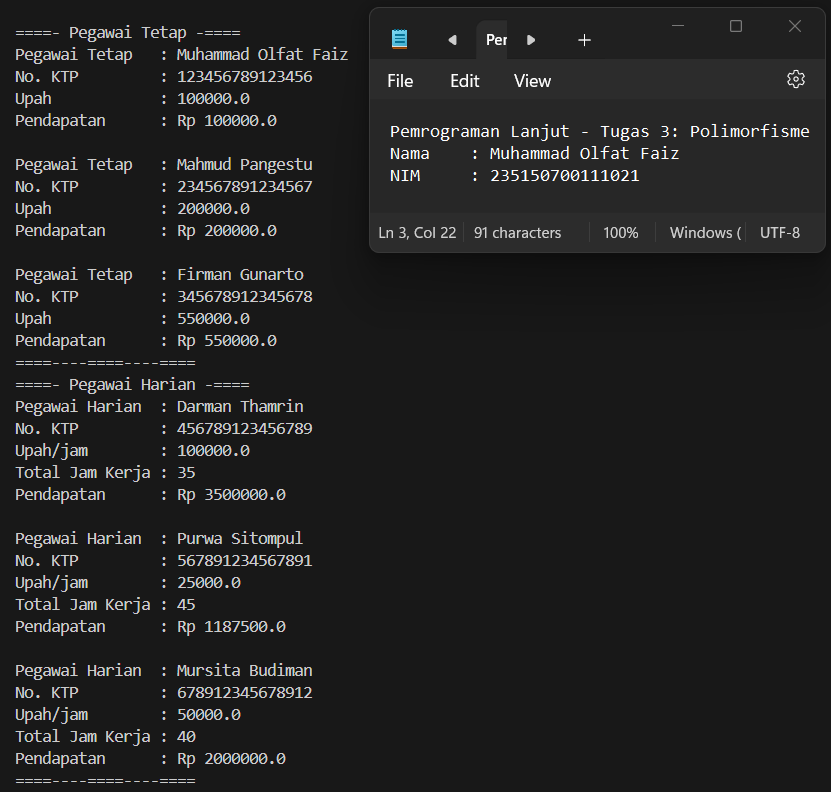 ====- Pegawai Tetap -====
Pegawai Tetap   : Muhammad Olfat Faiz
No. KTP         : 123456789123456
Upah            : 100000.0
Pendapatan      : Rp 100000.0

Pegawai Tetap   : Mahmud Pangestu
No. KTP         : 234567891234567
Upah            : 200000.0
Pendapatan      : Rp 200000.0

Pegawai Tetap   : Firman Gunarto
No. KTP         : 345678912345678
Upah            : 550000.0
Pendapatan      : Rp 550000.0
====----====----====
====- Pegawai Harian -====
Pegawai Harian  : Darman Thamrin
No. KTP         : 456789123456789
Upah/jam        : 100000.0
Total Jam Kerja : 35
Pendapatan      : Rp 3500000.0

Pegawai Harian  : Purwa Sitompul
No. KTP         : 567891234567891
Upah/jam        : 25000.0
Total Jam Kerja : 45
Pendapatan      : Rp 1187500.0

Pegawai Harian  : Mursita Budiman
No. KTP         : 678912345678912
Upah/jam        : 50000.0
Total Jam Kerja : 40
Pendapatan      : Rp 2000000.0
====----====----====
Per
File Edit View
Pemrograman Lanjut - Tugas 3: Polimorfisme
Nama    : Muhammad Olfat Faiz
NIM     : 235150700111021
Ln 3, Col 22 91 characters 100% Windows ( UTF-8